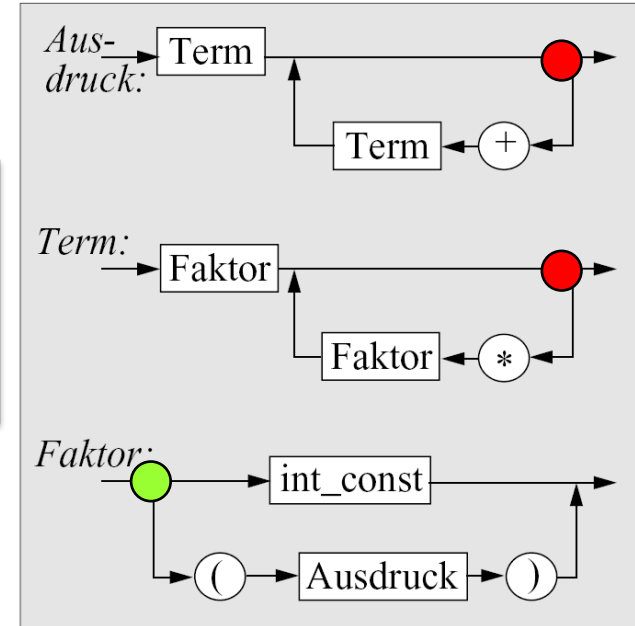 Aus-
druck:
Term
Term
+
Term:
Faktor
Faktor
*
Faktor:
int_const
(
Ausdruck
)